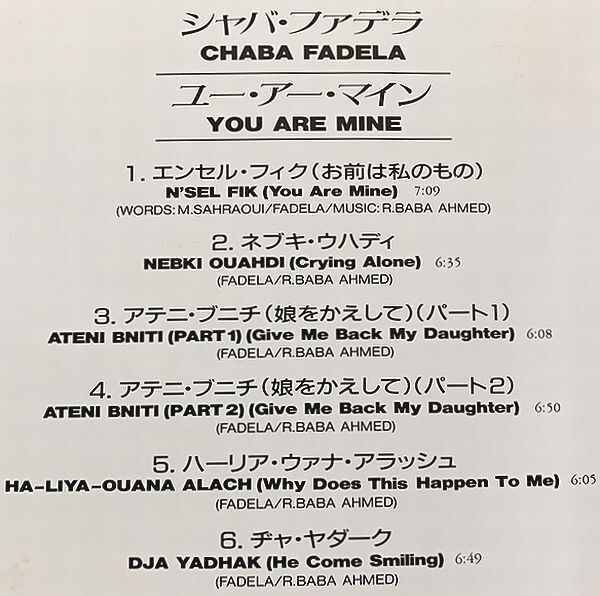 シャバ・ファデラ
CHABA FADELA
ユー・アー・マイン
YOU ARE MINE
1. エンセル・フィク(お前は私のもの)
N'SEL FIK (You Are Mine) 7:09
(WORDS: M.SAHRAOUI/FADELA/MUSIC: R.BABA AHMED)
2. ネブキ・ウハディ
NEBKI OUAHDI (Crying Alone) 6:35
(FADELA/R.BABA AHMED)
3. アテニ・ブニチ(娘をかえして)(パート1)
ATENI BNITI (PART 1) (Give Me Back My Daughter) 6:08
(FADELA/R.BABA AHMED)
4. アテニ・ブニチ(娘をかえして)(パート2)
ATENI BNITI (PART 2) (Give Me Back My Daughter) 6:50
(FADELA/R.BABA AHMED)
5. ハーリア・ウァナ・アラッシュ
HA-LIYA-OUANA ALACH (Why Does This Happen To Me) 6:05
(FADELA/R.BABA AHMED)
6. ヂャ・ヤダーク
DJA YADHAK (He Come Smiling) 6:49
(FADELA/R.BABA AHMED)